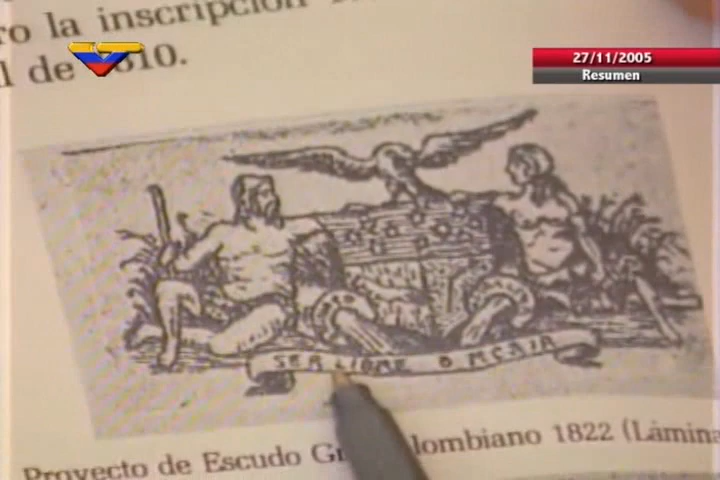 ro la inscripción
l de 1810.
27/11/2005
Resumen
SER LIBRE O MORIR
Proyecto de Escudo Gr lombiano 1822 (Lámina